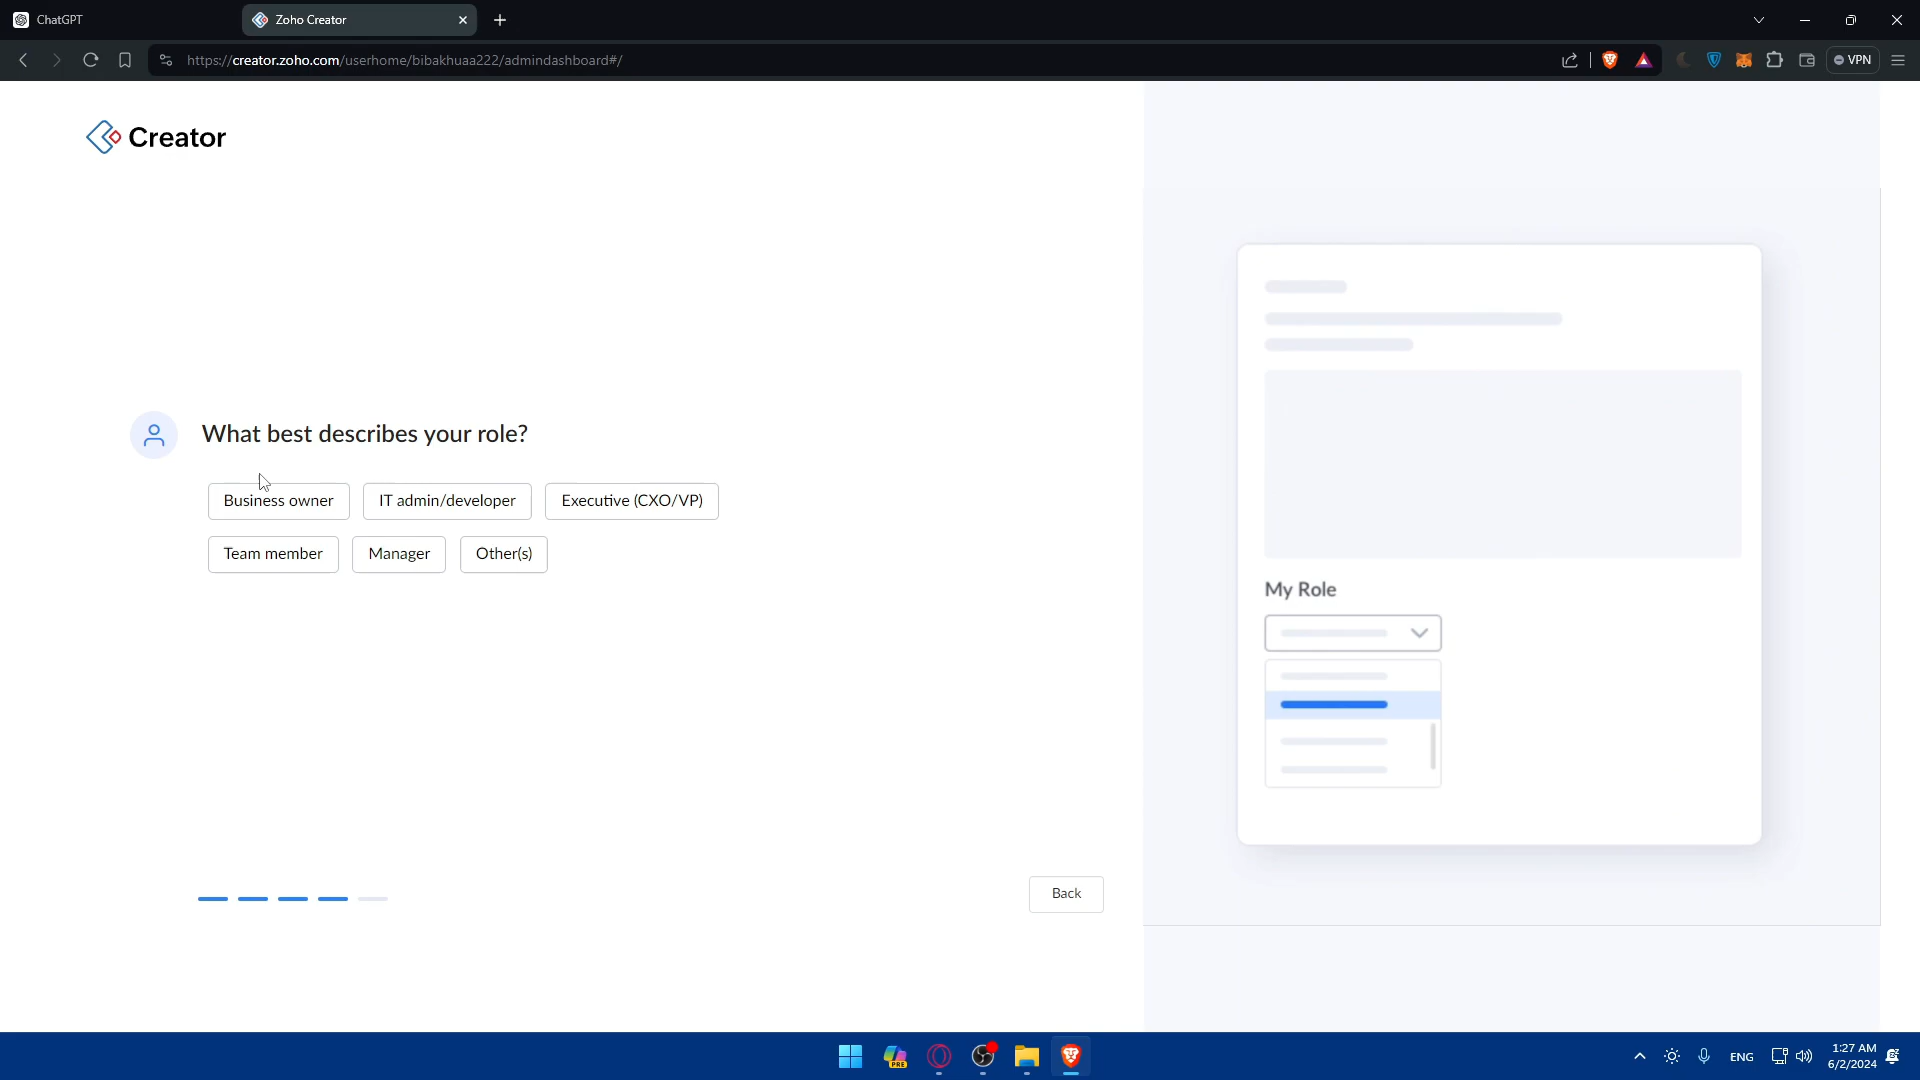 ChatGPT
Zoho Creator
https://creator.zoho.com/userhome/bibakhuaa222/admindashboard#/
VPN
Creator
What best describes your role?
Business owner
IT admin/developer
Executive (CXO/VP)
Team member
Manager
Other(s)
My Role
Back
PRE
ENG
1:27 AM
6/2/2024